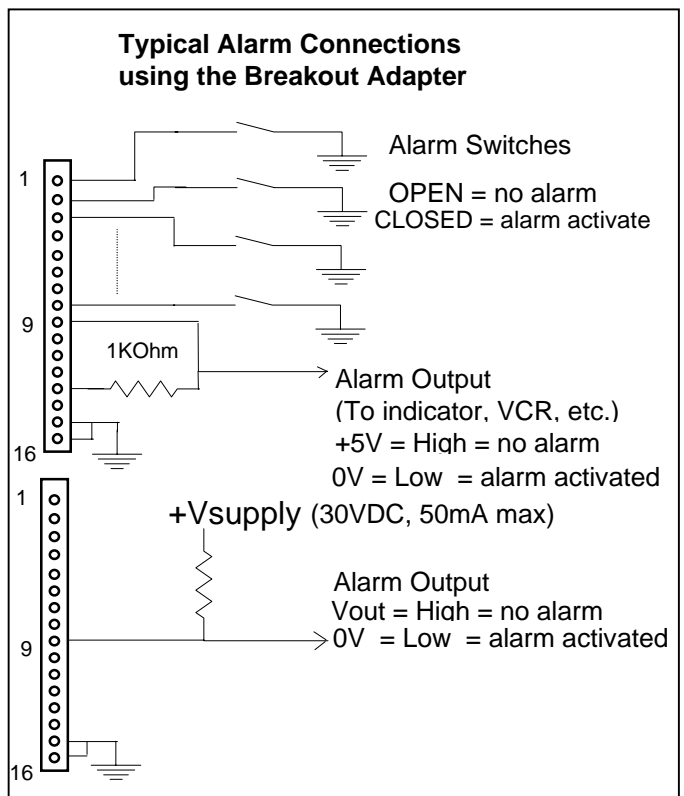 Typical Alarm Connections
using the Breakout Adapter
Alarm Switches
1
OPEN = no alarm
CLOSED = alarm activate
9
1KOhm
Alarm Output
(To indicator, VCR, etc.)
+5V = High = no alarm
16
0V = Low = alarm activated
1
+Vsupply (30VDC, 50mA max)
Alarm Output
Vout = High = no alarm
9
0V = Low = alarm activated
16